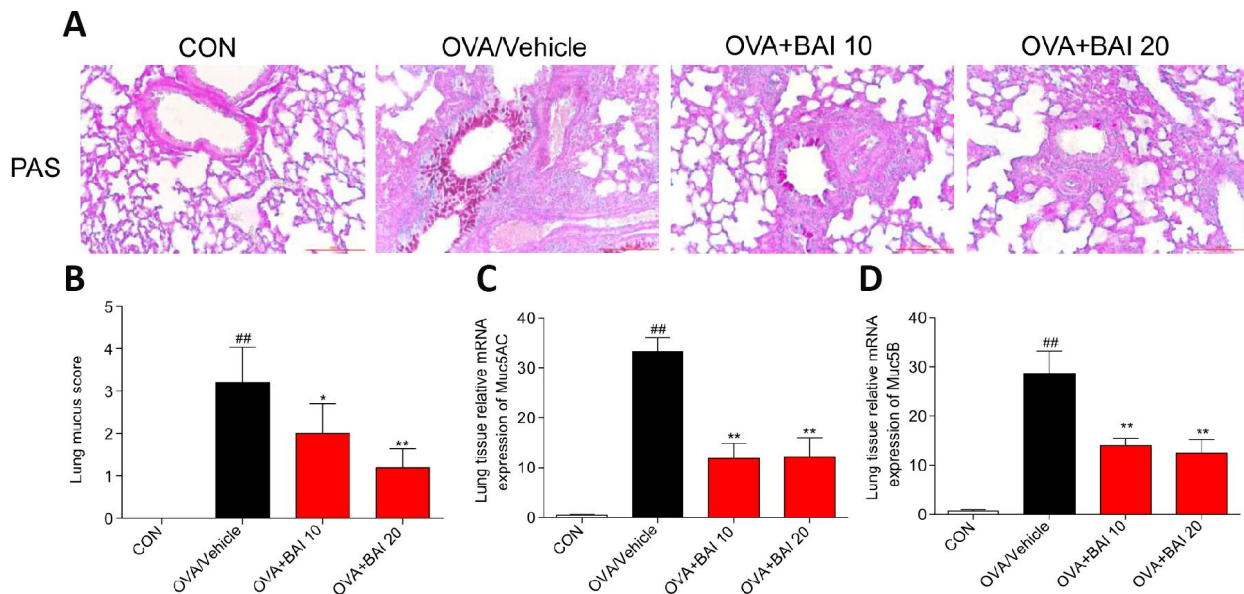 A
CON
OVA/Vehicle
OVA+BAI 10
OVA+BAI 20
PAS
B
Lung mucus score
5
4
3
2
1
0
##
*
**
CON
OVA/Vehicle
OVA+BAI 10
OVA+BAI 20
C
Lung tissue relative mRNA
expression of Muc5AC
40
30
20
10
0
##
**
**
CON
OVA/Vehicle
OVA+BAI 10
OVA+BAI 20
D
Lung tissue relative mRNA
expression of Muc5B
40
30
20
10
0
##
**
**
CON
OVA/Vehicle
OVA+BAI 10
OVA+BAI 20